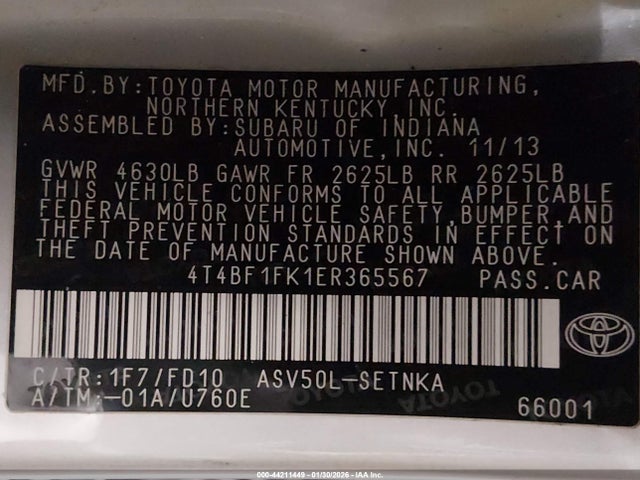 MFD.BY:TOYOTA MOTOR MANUFACTURING,
NORTHERN KENTUCKY,INC.
ASSEMBLED BY:SUBARU OF INDIANA
AUTOMOTIVE,INC. 11/13
GVWR 4630LB GAWR FR 2625LB RR 2625LB
THIS VEHICLE CONFORMS TO ALL APPLICABLE
FEDERAL MOTOR VEHICLE SAFETY,BUMPER,AND
THEFT PREVENTION STANDARDS IN EFFECT ON
THE DATE OF MANUFACTURE SHOWN ABOVE.
4T4BF1FK1ER365567 PASS.CAR
C/TR:1F7/FD10 ASV50L-SETNKA
A/TM:-01A/U760E
66001
TOYOTA
000-44211449 - 01/30/2026 - IAA Inc.